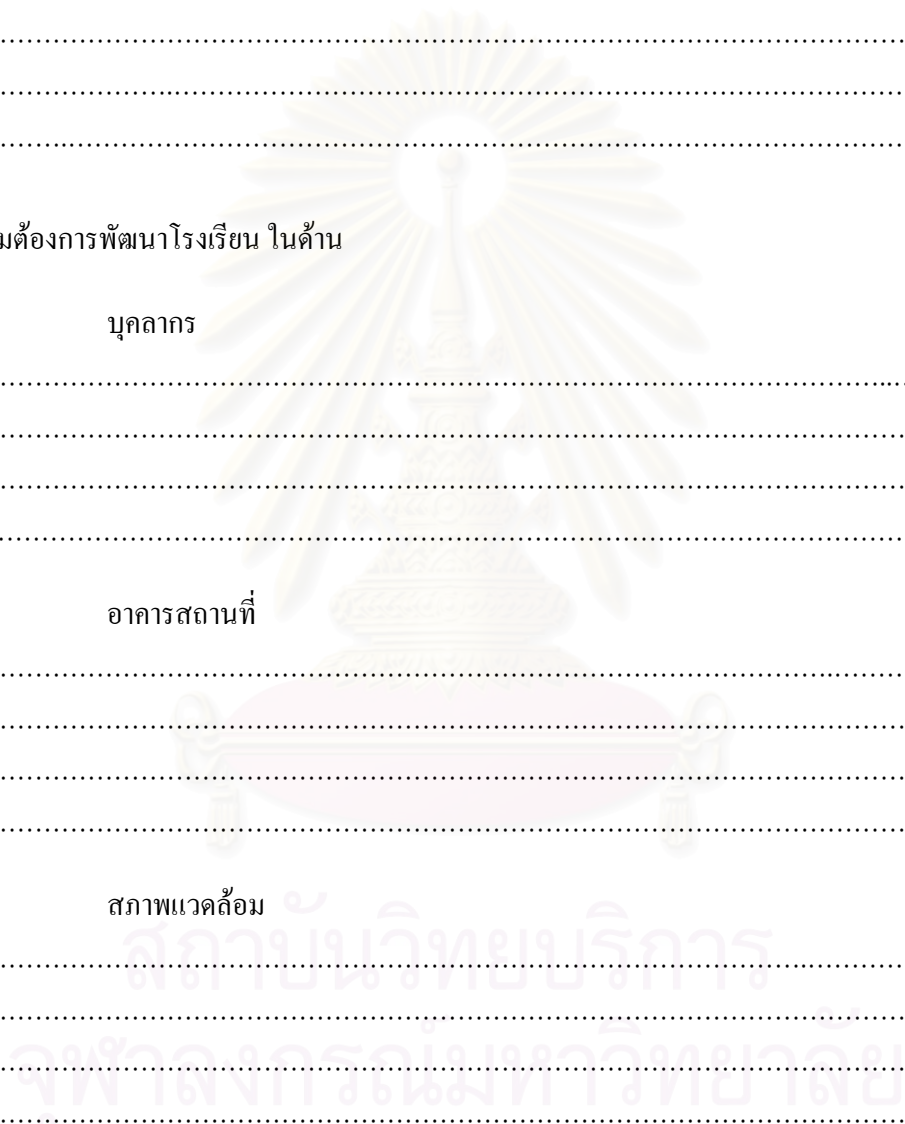 ……………………………………………………………………………………
……………….……………………………………………………………………
…….………………………………………………………………………………
มต้องการพัฒนาโรงเรียน ในด้าน
บุคลากร
…………………………………………………………………………………..…
……………………………………………………………………………………
……………………………………………………………………………………
……………………………………………………………………………………
อาคารสถานที่
…………………………………………………………………………….………
……………………………………………………………………………………
……………………………………………………………………………………
……………………………………………………………………………………
สภาพแวดล้อม
สถาบันวิทยบริการ
……………………………………………………………………………………
……………………………………………………………………………………
จุฬาลงกรณ์มหาวิทยาลัย
……………………………………………………………………………………
……………………………………………………………………………………